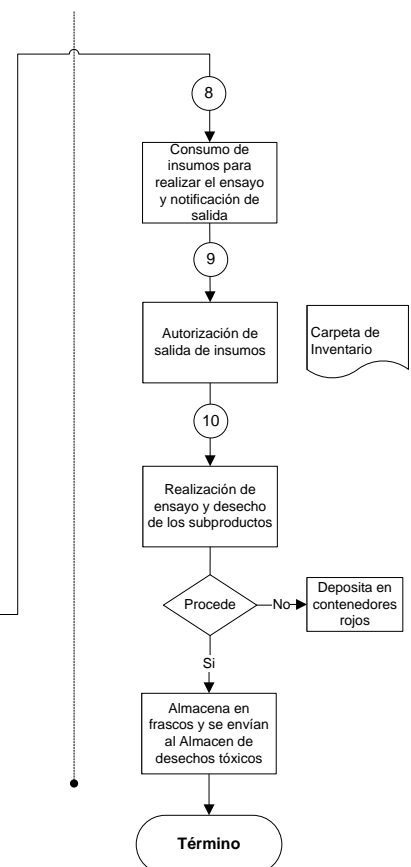 8
Consumo de
insumos para
realizar el ensayo
y notificación de
salida
9
Autorización de
salida de insumos
Carpeta de
Inventario
10
Realización de
ensayo y desecho
de los subproductos
Procede
No
Deposita en
contenedores
rojos
Si
Almacena en
frascos y se envían
al Almacen de
desechos tóxicos
Término